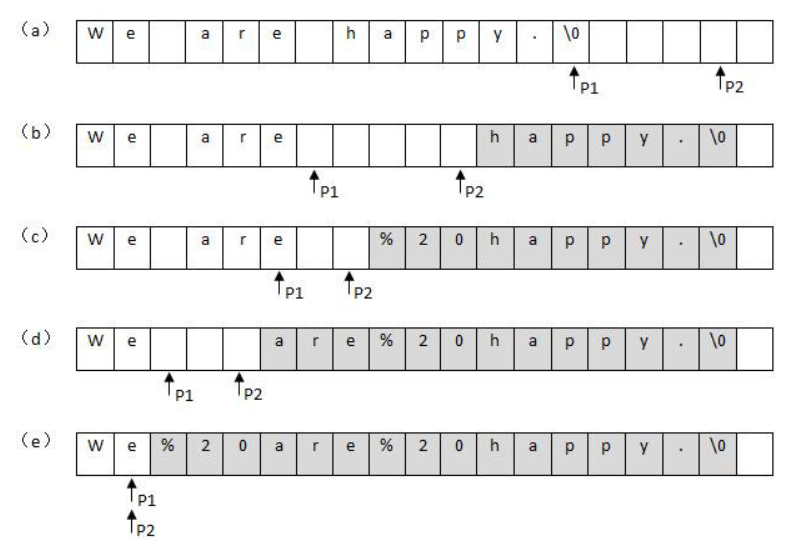 (a) W e a r e h a p p y . \0
P1 P2
(b) W e a r e h a p p y . \0
P1 P2
(c) W e a r e % 2 0 h a p p y . \0
P1 P2
(d) W e a r e % 2 0 h a p p y . \0
P1 P2
(e) W e % 2 0 a r e % 2 0 h a p p y . \0
P1
P2